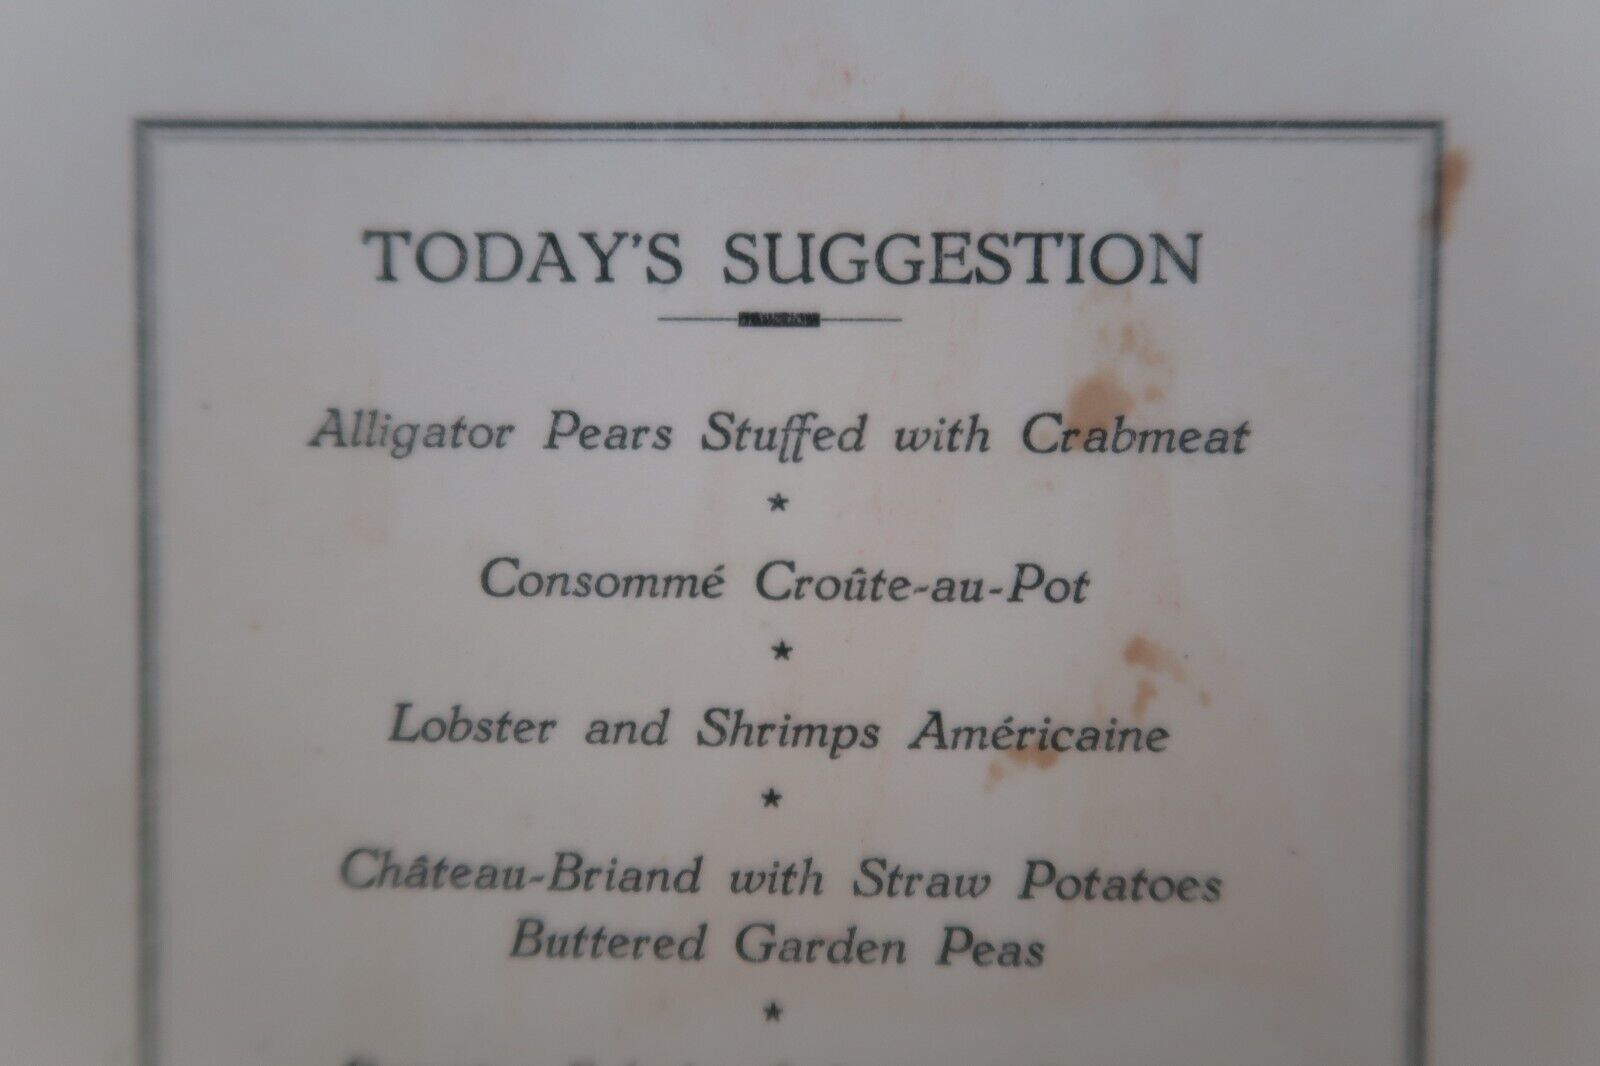 TODAY'S SUGGESTION
Alligator Pears Stuffed with Crabmeat
*
Consommé Croûte-au-Pot
*
Lobster and Shrimps Américaine
*
Château-Briand with Straw Potatoes
Buttered Garden Peas
*